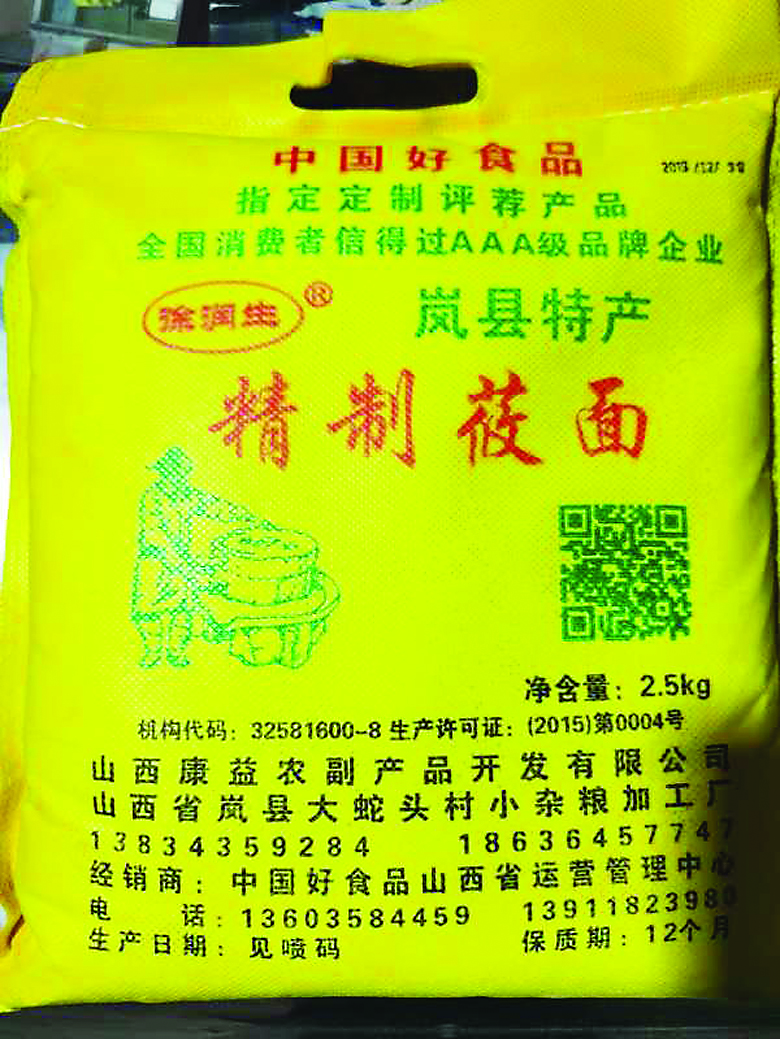 中国好食品
指定定制评荐产品
全国消费者信得过AAA级品牌企业
徐润生®
岚县特产
精制莜面
净含量：2.5kg
机构代码：32581600-8 生产许可证：(2015)第0004号
山西康益农副产品开发有限公司
山西省岚县大蛇头村小杂粮加工厂
13834359284 18636457747
经销商：中国好食品山西省运营管理中心
电 话：13603584459 13911823980
生产日期：见喷码 保质期：12个月